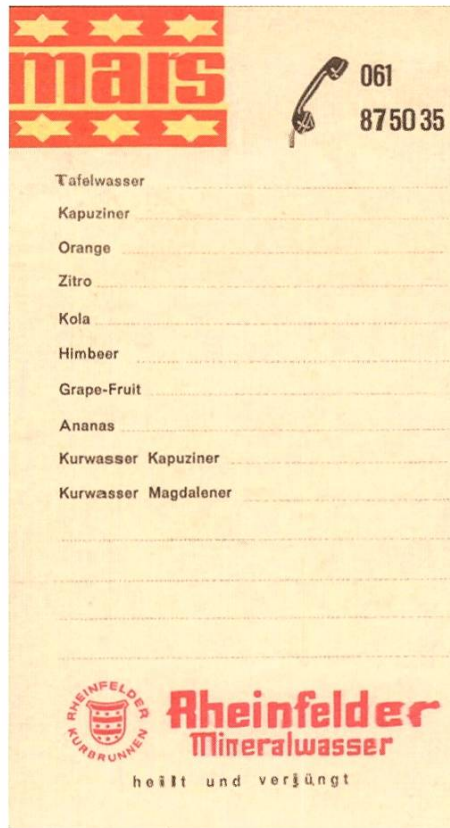 mars
061
875035
Tafelwasser
Kapuziner
Orange
Zitro
Kola
Himbeer
Grape-Fruit
Ananas
Kurwasser Kapuziner
Kurwasser Magdalener
RHEINFELDER KURBRUNNEN
Rheinfelder
Mineralwasser
heilt und verjüngt